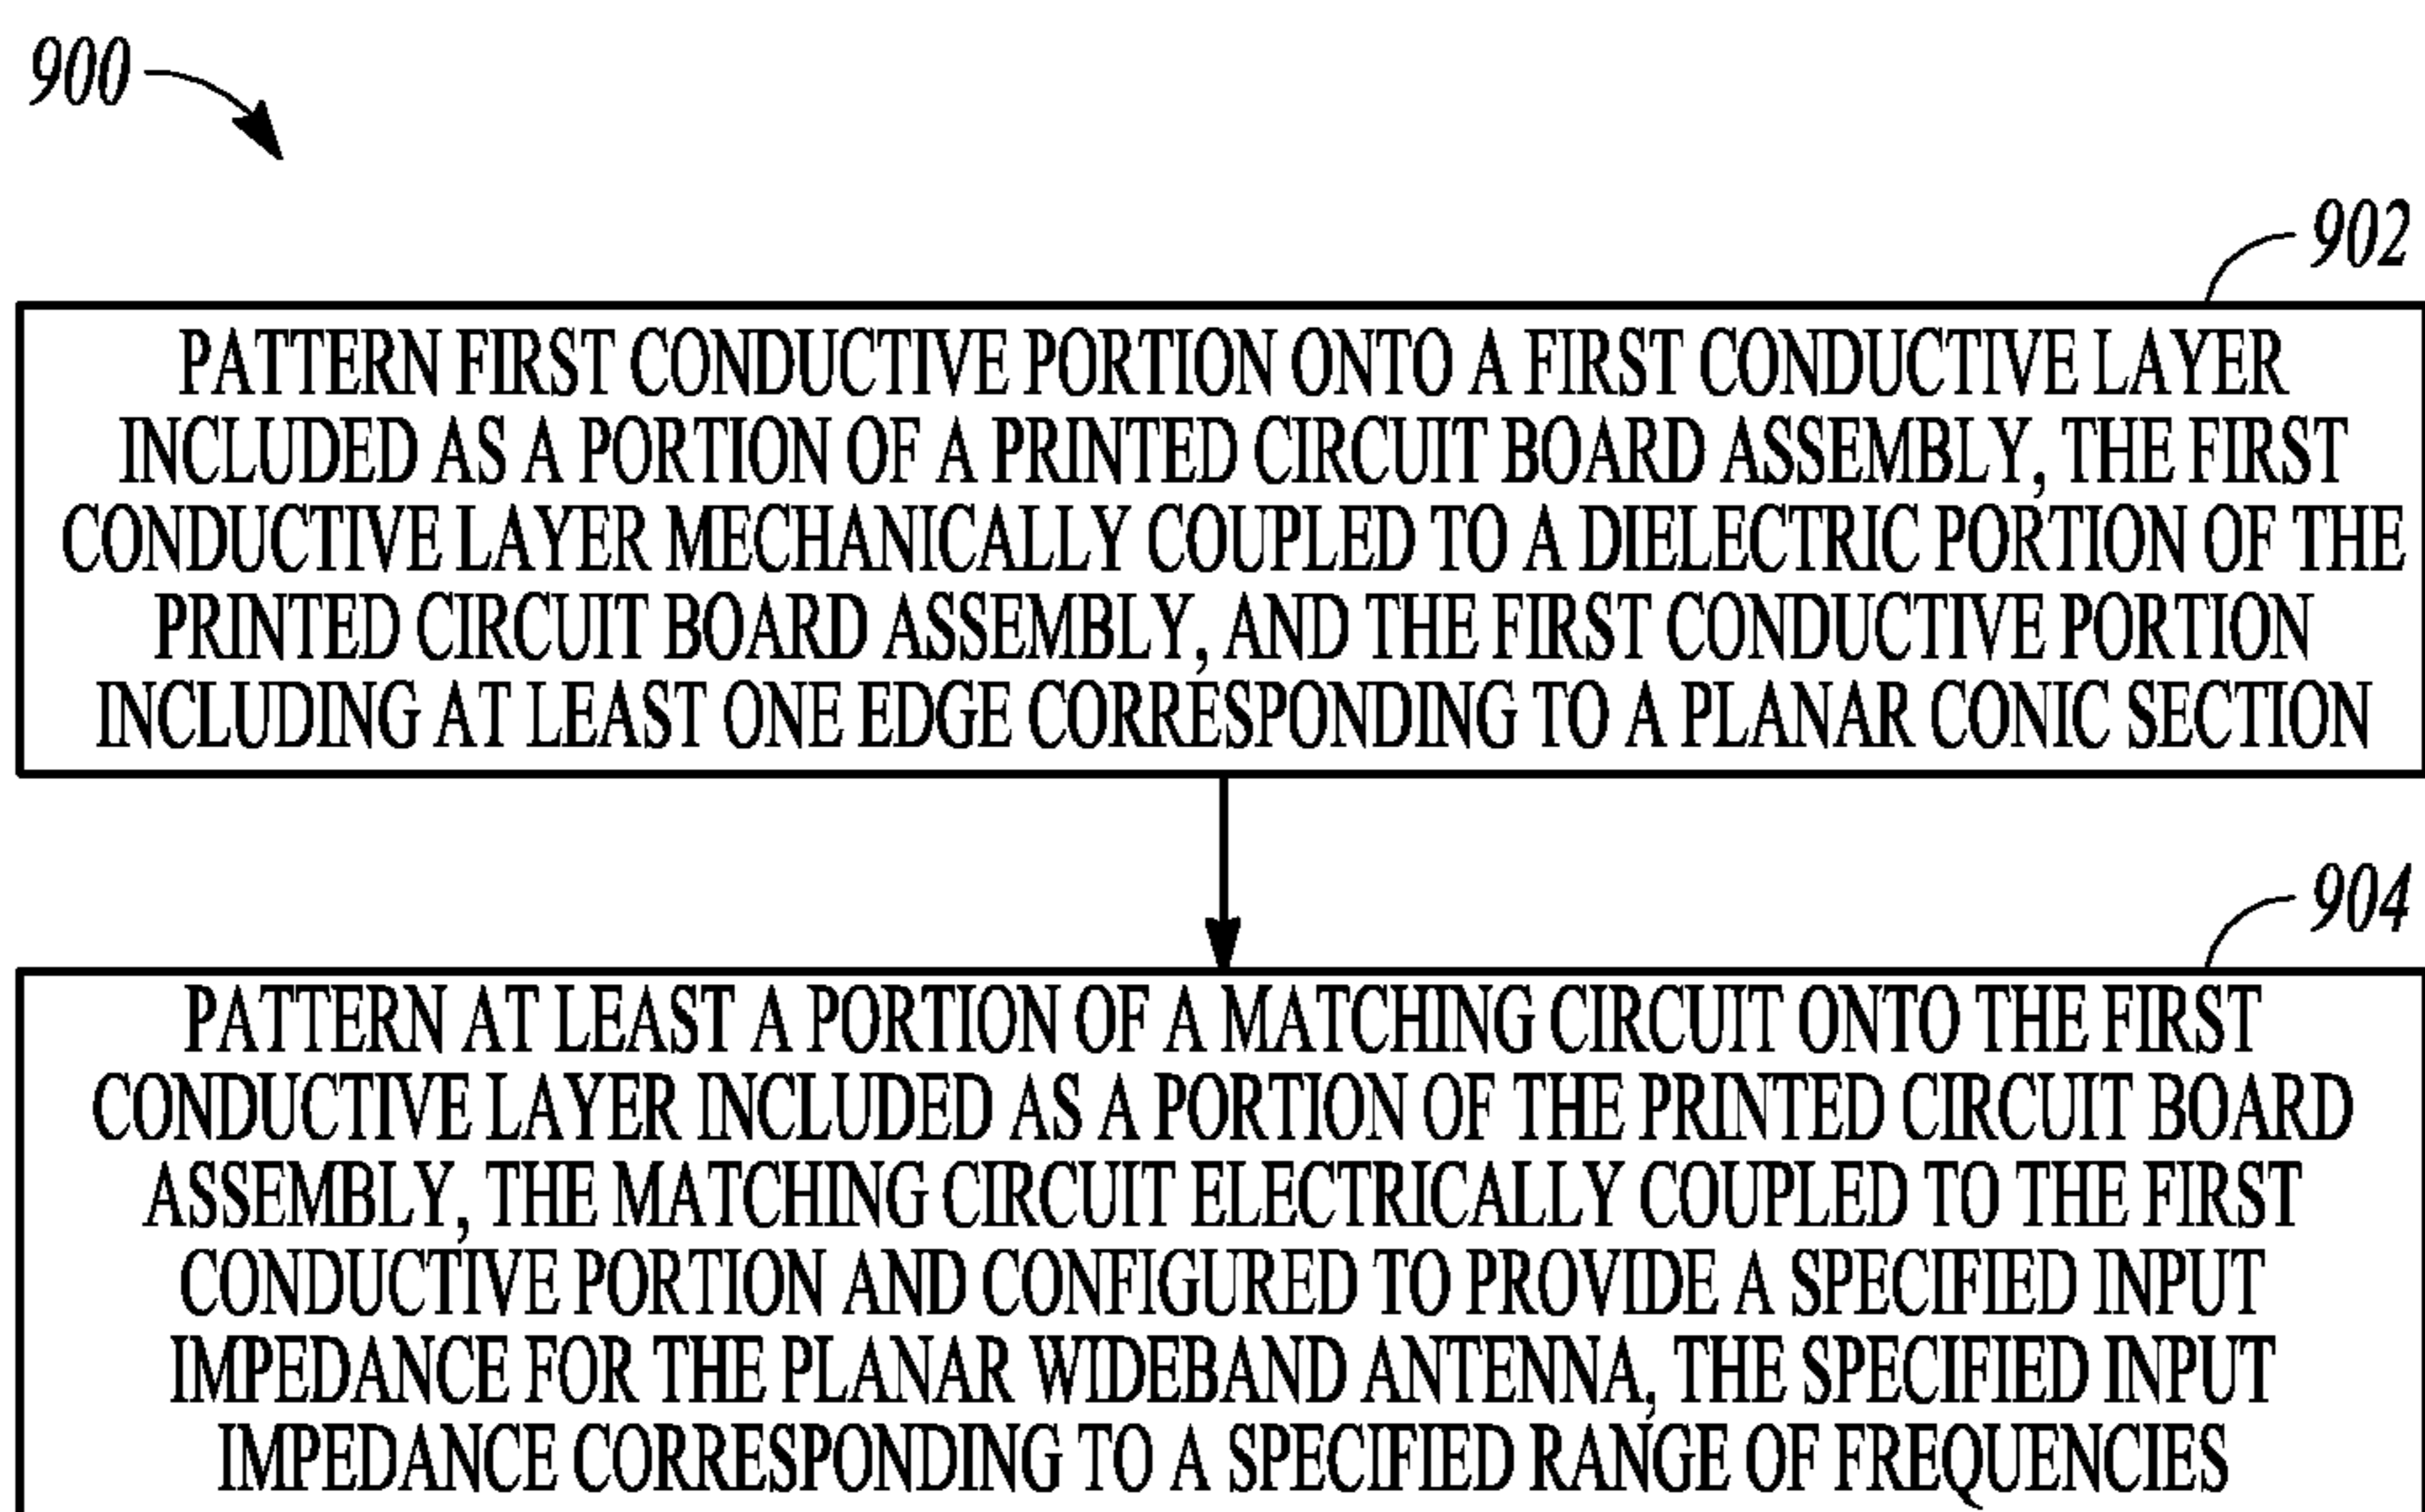 900
902
PATTERN FIRST CONDUCTIVE PORTION ONTO A FIRST CONDUCTIVE LAYER
INCLUDED AS A PORTION OF A PRINTED CIRCUIT BOARD ASSEMBLY, THE FIRST
CONDUCTIVE LAYER MECHANICALLY COUPLED TO A DIELECTRIC PORTION OF THE
PRINTED CIRCUIT BOARD ASSEMBLY, AND THE FIRST CONDUCTIVE PORTION
INCLUDING AT LEAST ONE EDGE CORRESPONDING TO A PLANAR CONIC SECTION
904
PATTERN AT LEAST A PORTION OF A MATCHING CIRCUIT ONTO THE FIRST
CONDUCTIVE LAYER INCLUDED AS A PORTION OF THE PRINTED CIRCUIT BOARD
ASSEMBLY, THE MATCHING CIRCUIT ELECTRICALLY COUPLED TO THE FIRST
CONDUCTIVE PORTION AND CONFIGURED TO PROVIDE A SPECIFIED INPUT
IMPEDANCE FOR THE PLANAR WIDEBAND ANTENNA, THE SPECIFIED INPUT
IMPEDANCE CORRESPONDING TO A SPECIFIED RANGE OF FREQUENCIES